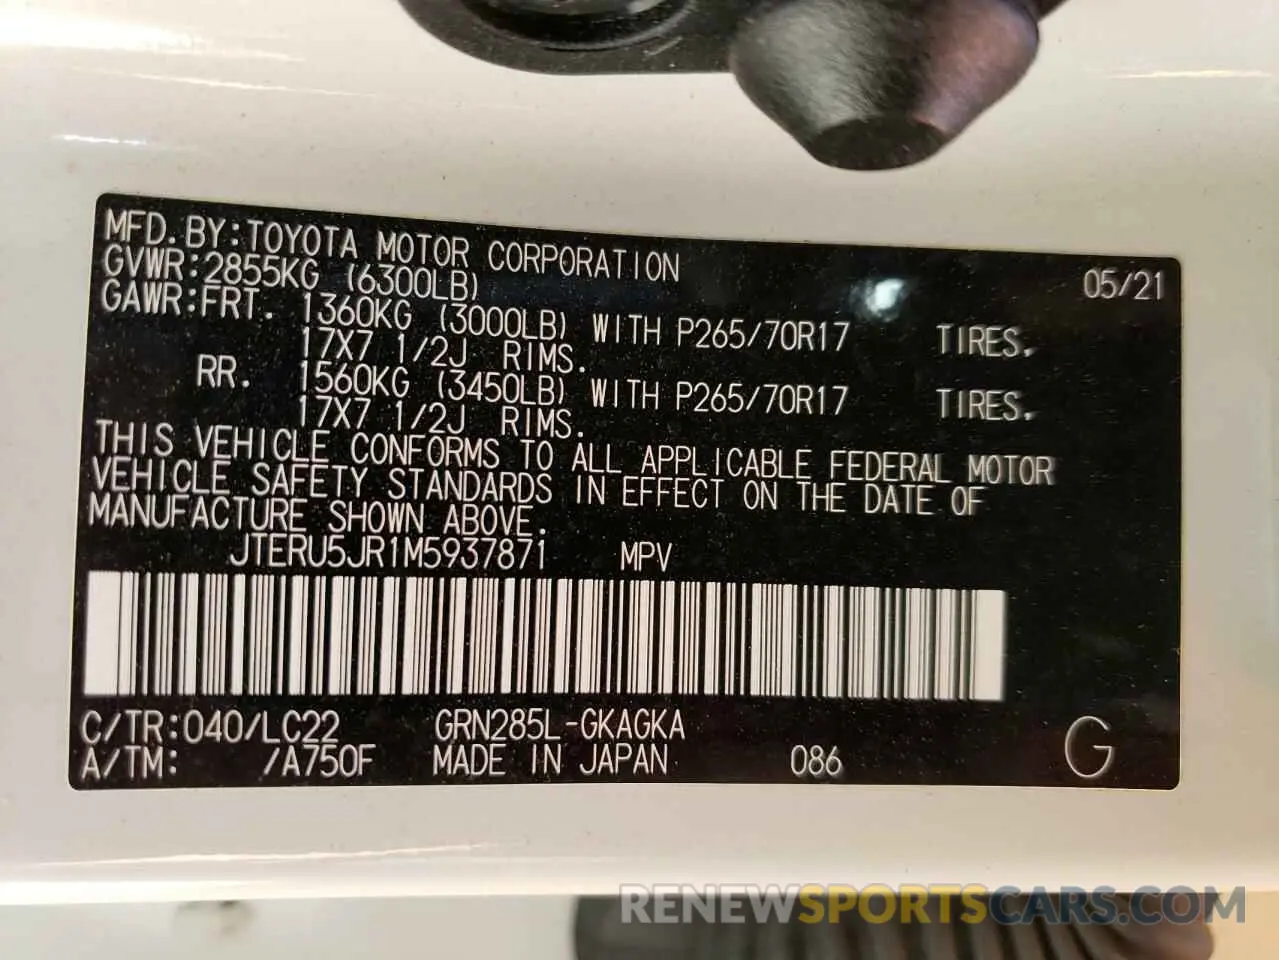 MFD.BY:TOYOTA MOTOR CORPORATION 05/21
GVWR:2855KG (6300LB)
GAWR:FRT. 1360KG (3000LB) WITH P265/70R17 TIRES.
17X7 1/2J RIMS.
RR. 1560KG (3450LB) WITH P265/70R17 TIRES.
17X7 1/2J RIMS.
THIS VEHICLE CONFORMS TO ALL APPLICABLE FEDERAL MOTOR
VEHICLE SAFETY STANDARDS IN EFFECT ON THE DATE OF
MANUFACTURE SHOWN ABOVE.
JTERU5JR1M5937871 MPV
C/TR:040/LC22 GRN285L-GKAGKA
A/TM: /A750F MADE IN JAPAN 086 G
RENEWSPORTSCARS.COM